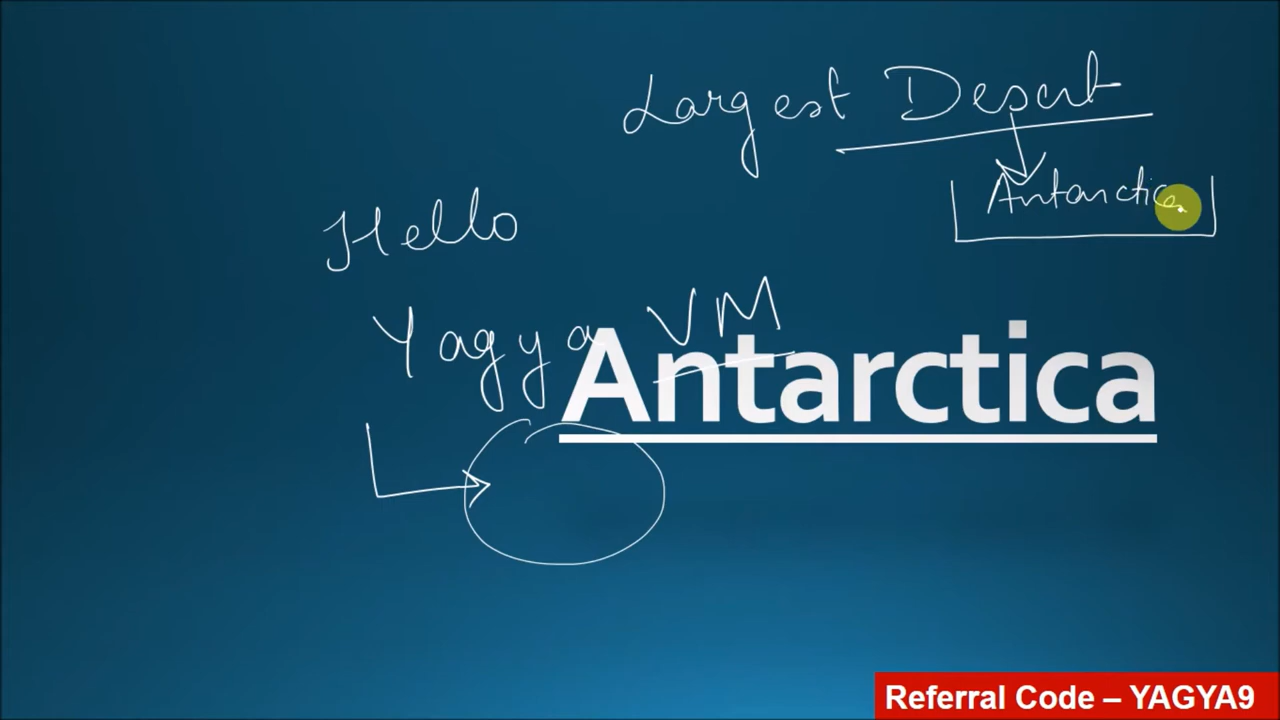 Largest Desert
Antarctica
Hello
Yagya VM
Antarctica
Referral Code – YAGYA9